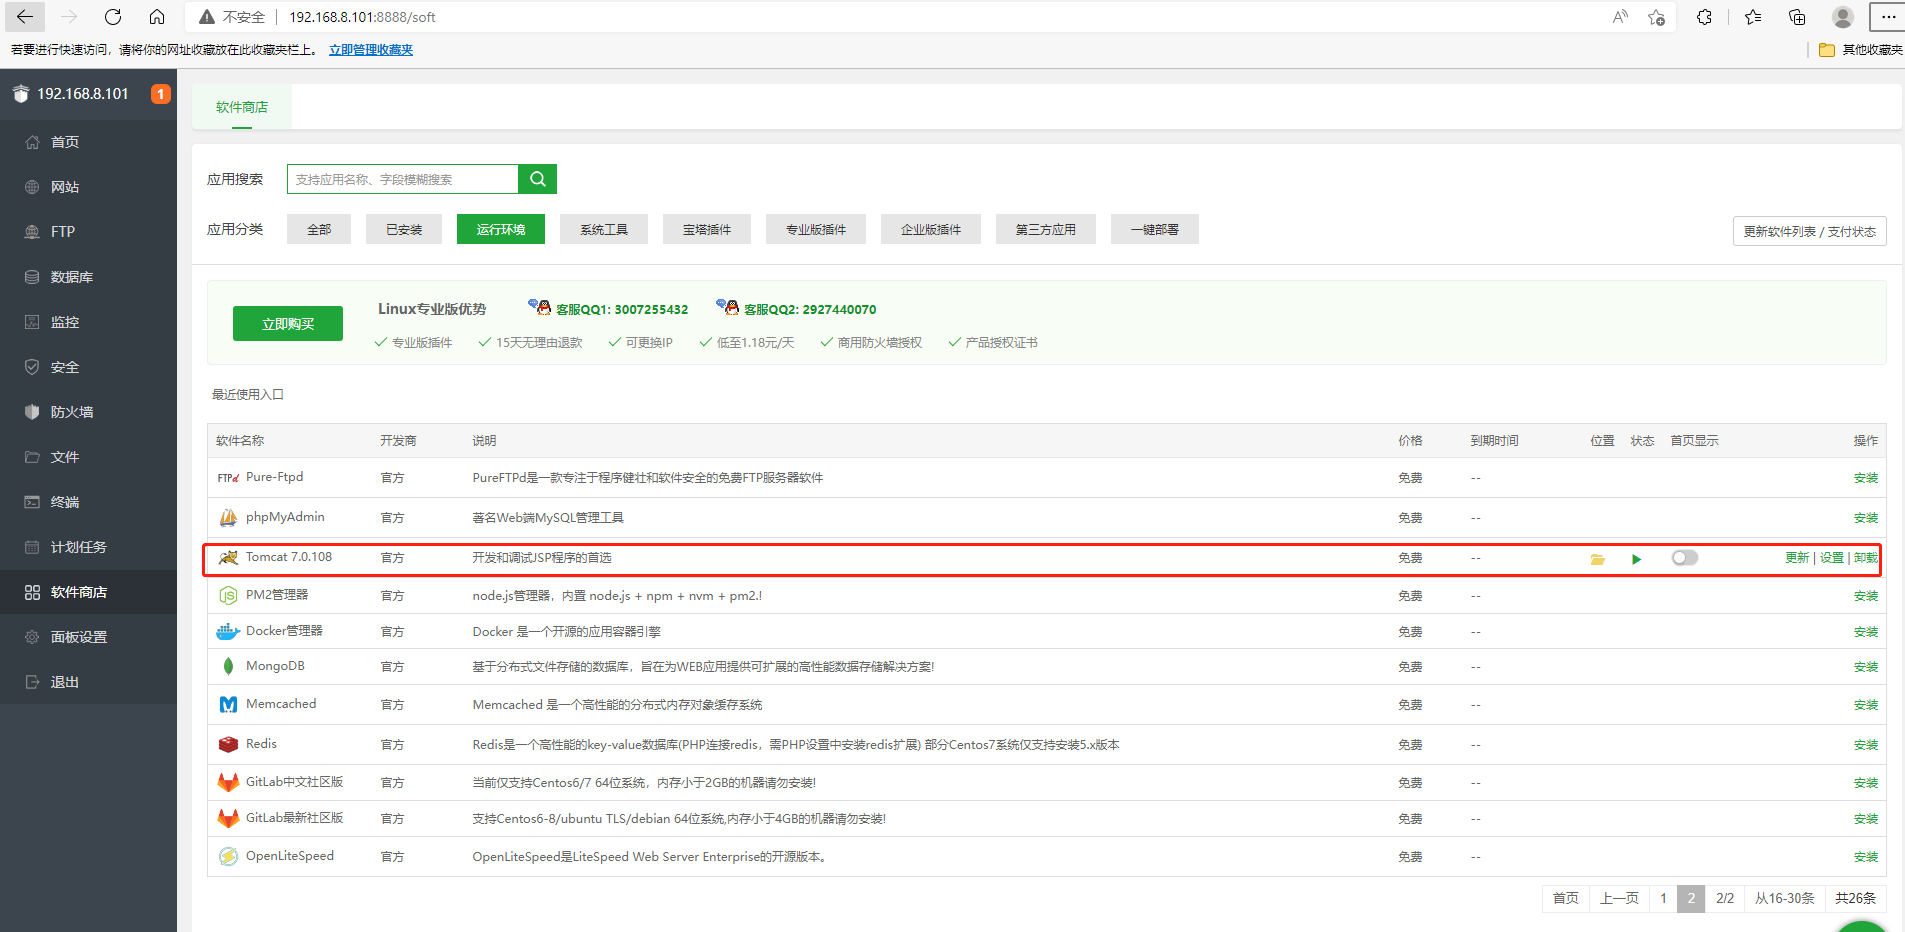 不安全 192.168.8.101:8888/soft
若要进行快速访问，请将你的网址收藏放在此收藏夹栏上。 立即管理收藏夹 其他收藏夹
192.168.8.101 1
首页
网站
FTP
数据库
监控
安全
防火墙
文件
终端
计划任务
软件商店
面板设置
退出
软件商店
应用搜索 支持应用名称、字段模糊搜索
应用分类 全部 已安装 运行环境 系统工具 宝塔插件 专业版插件 企业版插件 第三方应用 一键部署 更新软件列表 / 支付状态
立即购买
Linux专业版优势 客服QQ1: 3007255432 客服QQ2: 2927440070
专业版插件 15天无理由退款 可更换IP 低至1.18元/天 商用防火墙授权 产品授权证书
最近使用入口
软件名称 开发商 说明 价格 到期时间 位置 状态 首页显示 操作
FTPd Pure-Ftpd 官方 PureFTPd是一款专注于程序健壮和软件安全的免费FTP服务器软件 免费 -- 安装
phpMyAdmin 官方 著名Web端MySQL管理工具 免费 -- 安装
Tomcat 7.0.108 官方 开发和调试JSP程序的首选 免费 -- 更新 | 设置 | 卸载
PM2管理器 官方 node.js管理器，内置 node.js + npm + nvm + pm2.! 免费 -- 安装
Docker管理器 官方 Docker 是一个开源的应用容器引擎 免费 -- 安装
MongoDB 官方 基于分布式文件存储的数据库，旨在为WEB应用提供可扩展的高性能数据存储解决方案! 免费 -- 安装
Memcached 官方 Memcached 是一个高性能的分布式内存对象缓存系统 免费 -- 安装
Redis 官方 Redis是一个高性能的key-value数据库(PHP连接redis，需PHP设置中安装redis扩展) 部分Centos7系统仅支持安装5.x版本 免费 -- 安装
GitLab中文社区版 官方 当前仅支持Centos6/7 64位系统，内存小于2GB的机器请勿安装! 免费 -- 安装
GitLab最新社区版 官方 支持Centos6-8/ubuntu TLS/debian 64位系统,内存小于4GB的机器请勿安装! 免费 -- 安装
OpenLiteSpeed 官方 OpenLiteSpeed是LiteSpeed Web Server Enterprise的开源版本。 免费 -- 安装
首页 上一页 1 2 2/2 从16-30条 共26条